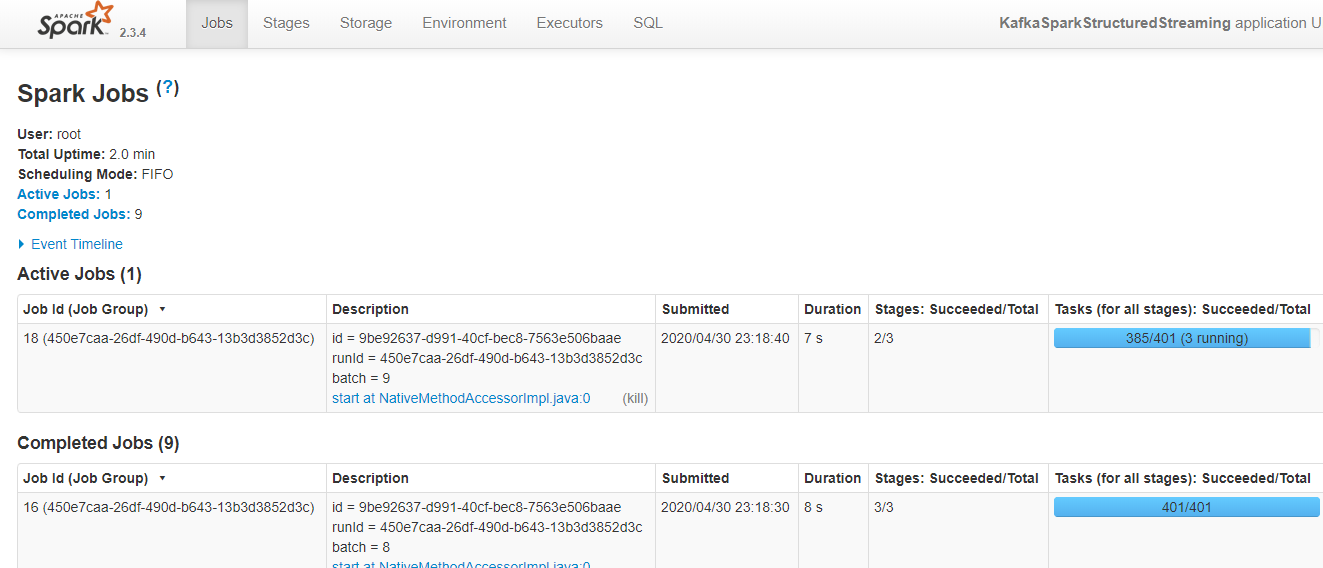 APACHE
Spark 2.3.4 Jobs Stages Storage Environment Executors SQL KafkaSparkStructuredStreaming application U
Spark Jobs (?)
User: root
Total Uptime: 2.0 min
Scheduling Mode: FIFO
Active Jobs: 1
Completed Jobs: 9
Event Timeline
Active Jobs (1)
Job Id (Job Group) ▾ Description Submitted Duration Stages: Succeeded/Total Tasks (for all stages): Succeeded/Total
18 (450e7caa-26df-490d-b643-13b3d3852d3c) id = 9be92637-d991-40cf-bec8-7563e506baae 2020/04/30 23:18:40 7 s 2/3 385/401 (3 running)
runId = 450e7caa-26df-490d-b643-13b3d3852d3c
batch = 9
start at NativeMethodAccessorImpl.java:0 (kill)
Completed Jobs (9)
Job Id (Job Group) ▾ Description Submitted Duration Stages: Succeeded/Total Tasks (for all stages): Succeeded/Total
16 (450e7caa-26df-490d-b643-13b3d3852d3c) id = 9be92637-d991-40cf-bec8-7563e506baae 2020/04/30 23:18:30 8 s 3/3 401/401
runId = 450e7caa-26df-490d-b643-13b3d3852d3c
batch = 8
start at NativeMethodAccessorImpl.java:0